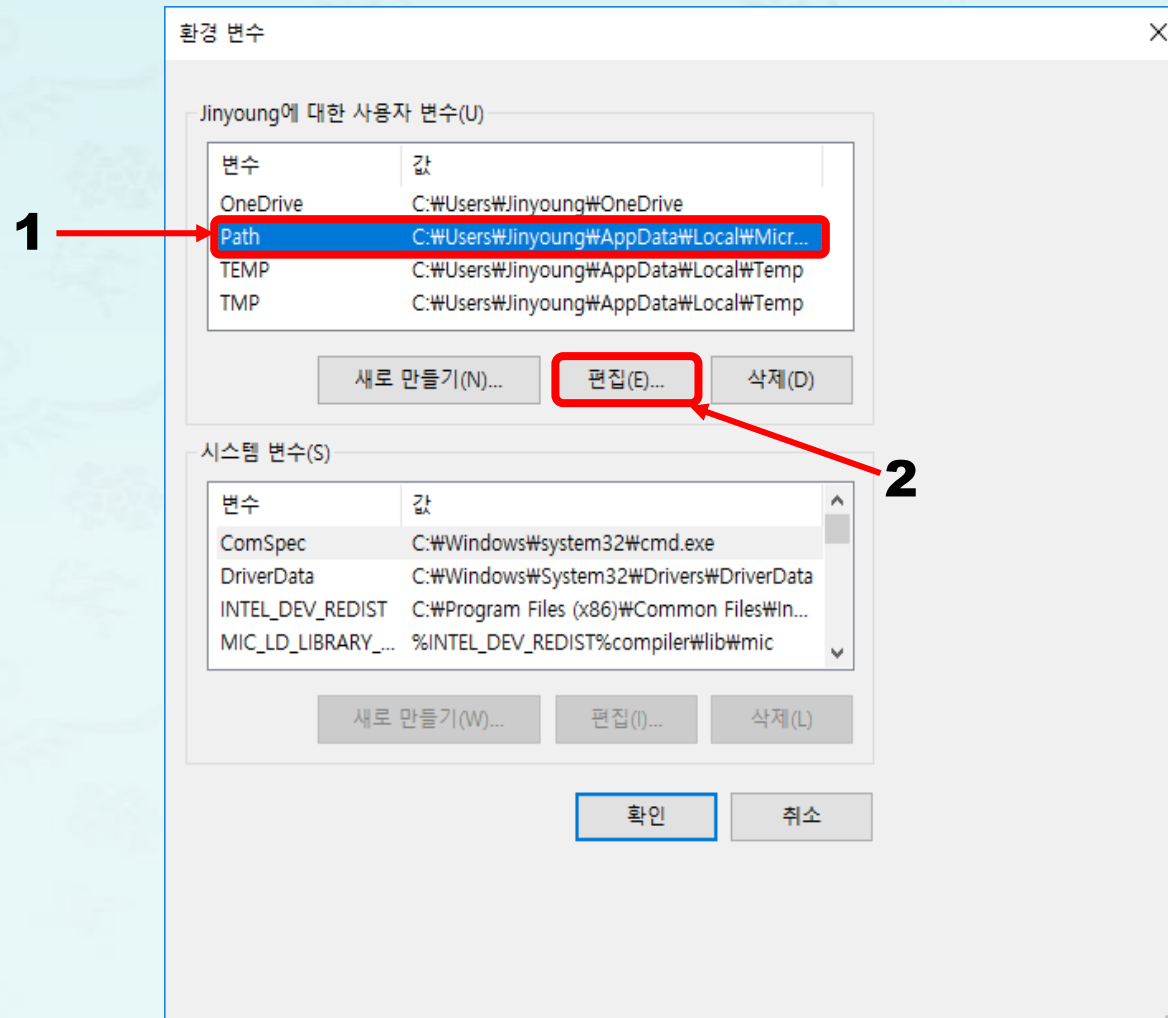 환경 변수
Jinyoung에 대한 사용자 변수(U)
변수 값
OneDrive C:₩Users₩Jinyoung₩OneDrive
1
Path C:₩Users₩Jinyoung₩AppData₩Local₩Micr...
TEMP C:₩Users₩Jinyoung₩AppData₩Local₩Temp
TMP C:₩Users₩Jinyoung₩AppData₩Local₩Temp
새로 만들기(N)... 편집(E)... 삭제(D)
시스템 변수(S)
2
변수 값
ComSpec C:₩Windows₩system32₩cmd.exe
DriverData C:₩Windows₩System32₩Drivers₩DriverData
INTEL_DEV_REDIST C:₩Program Files (x86)₩Common Files₩In...
MIC_LD_LIBRARY_... %INTEL_DEV_REDIST%compiler₩lib₩mic
새로 만들기(W)... 편집(I)... 삭제(L)
확인 취소